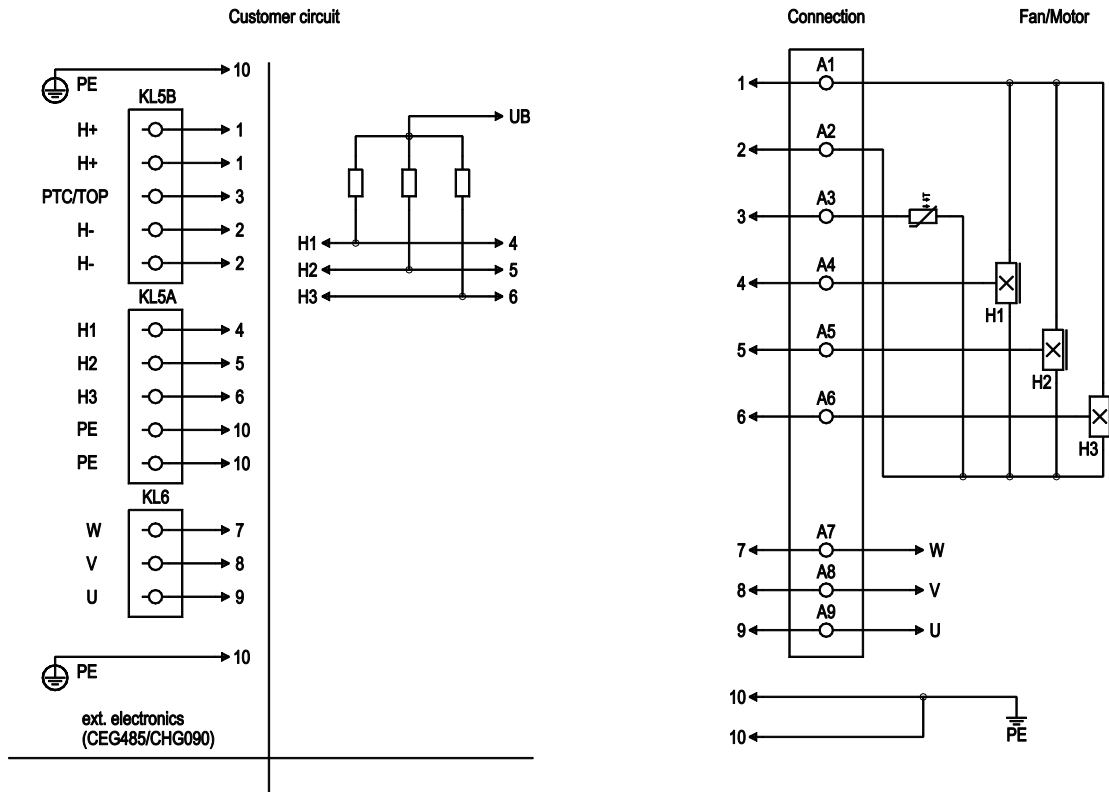 Customer circuit
Connection
Fan/Motor
PE 10
KL5B
H+ 1
H+ 1
PTC/TOP 3
H- 2
H- 2
KL5A
H1 4
H2 5
H3 6
PE 10
PE 10
KL6
W 7
V 8
U 9
PE 10
ext. electronics
(CEG485/CHG090)
UB
H1 4
H2 5
H3 6
1 A1
2 A2
3 A3
T
4 A4
H1
5 A5
H2
6 A6
H3
7 A7 W
8 A8 V
9 A9 U
10
10
PE